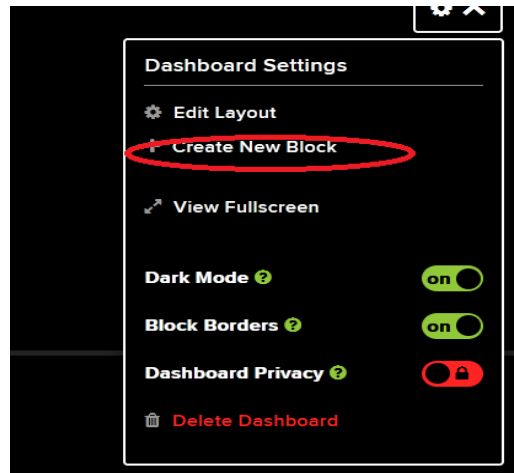 Dashboard Settings
Edit Layout
Create New Block
View Fullscreen
Dark Mode ?
on
Block Borders ?
on
Dashboard Privacy ?
Delete Dashboard